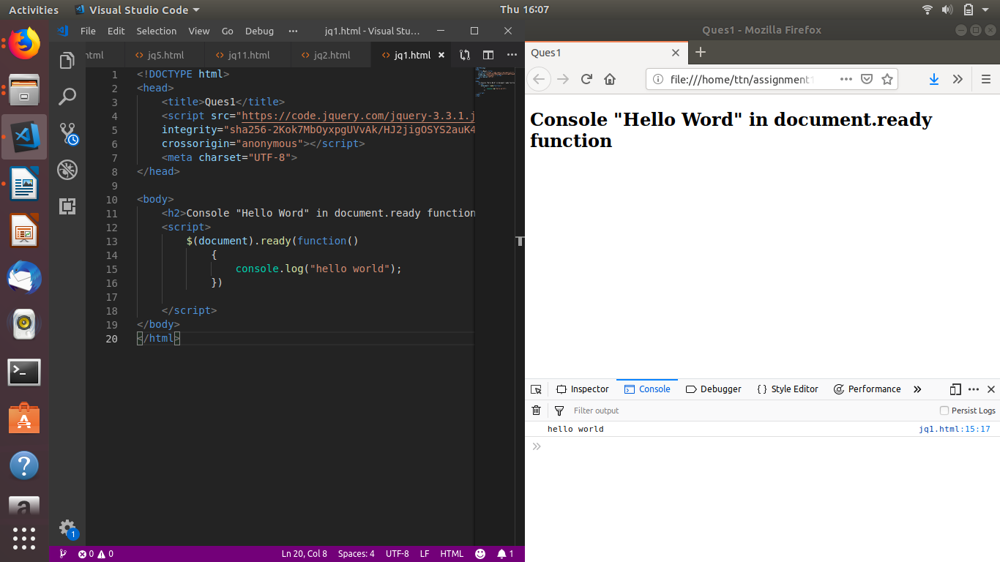 Activities Visual Studio Code Thu 16:07
File Edit Selection View Go Debug ··· jq1.html - Visual Stu…
Ques1 - Mozilla Firefox
html jq5.html jq11.html jq2.html jq1.html
Ques1
file:///home/ttn/assignment1
1 <!DOCTYPE html>
2 <head>
3 <title>Ques1</title>
4 <script src="https://code.jquery.com/jquery-3.3.1.j
5 integrity="sha256-2Kok7MbOyxpgUVvAk/HJ2jigOSYS2auK4
6 crossorigin="anonymous"></script>
7 <meta charset="UTF-8">
8 </head>
9
10 <body>
11 <h2>Console "Hello Word" in document.ready function
12 <script>
13 $(document).ready(function()
14 {
15 console.log("hello world");
16 })
17
18 </script>
19 </body>
20 </html>
1
0 0 Ln 20, Col 8 Spaces: 4 UTF-8 LF HTML 1
Console "Hello Word" in document.ready
function
Inspector Console Debugger { } Style Editor Performance
Filter output Persist Logs
hello world jq1.html:15:17